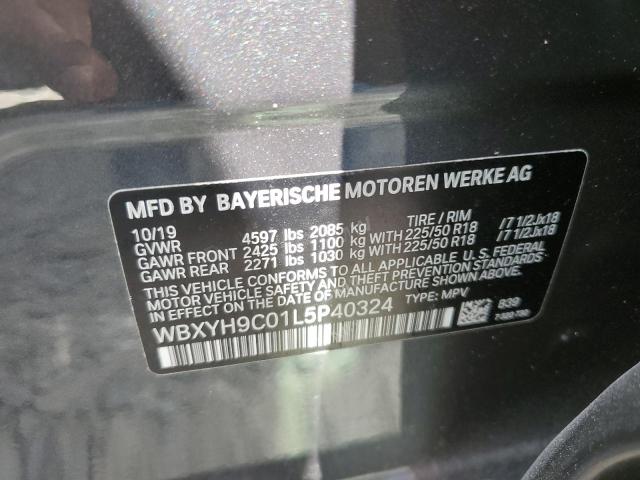 MFD BY BAYERISCHE MOTOREN WERKE AG
10/19 TIRE / RIM
GVWR 4597 lbs 2085 kg
GAWR FRONT 2425 lbs 1100 kg WITH 225/50 R18 /7 1/2Jx18
GAWR REAR 2271 lbs 1030 kg WITH 225/50 R18 /7 1/2Jx18
THIS VEHICLE CONFORMS TO ALL APPLICABLE U.S. FEDERAL
MOTOR VEHICLE SAFETY AND THEFT PREVENTION STANDARDS
IN EFFECT ON THE DATE OF MANUFACTURE SHOWN ABOVE.
WBXYH9C01L5P40324 TYPE: MPV 839